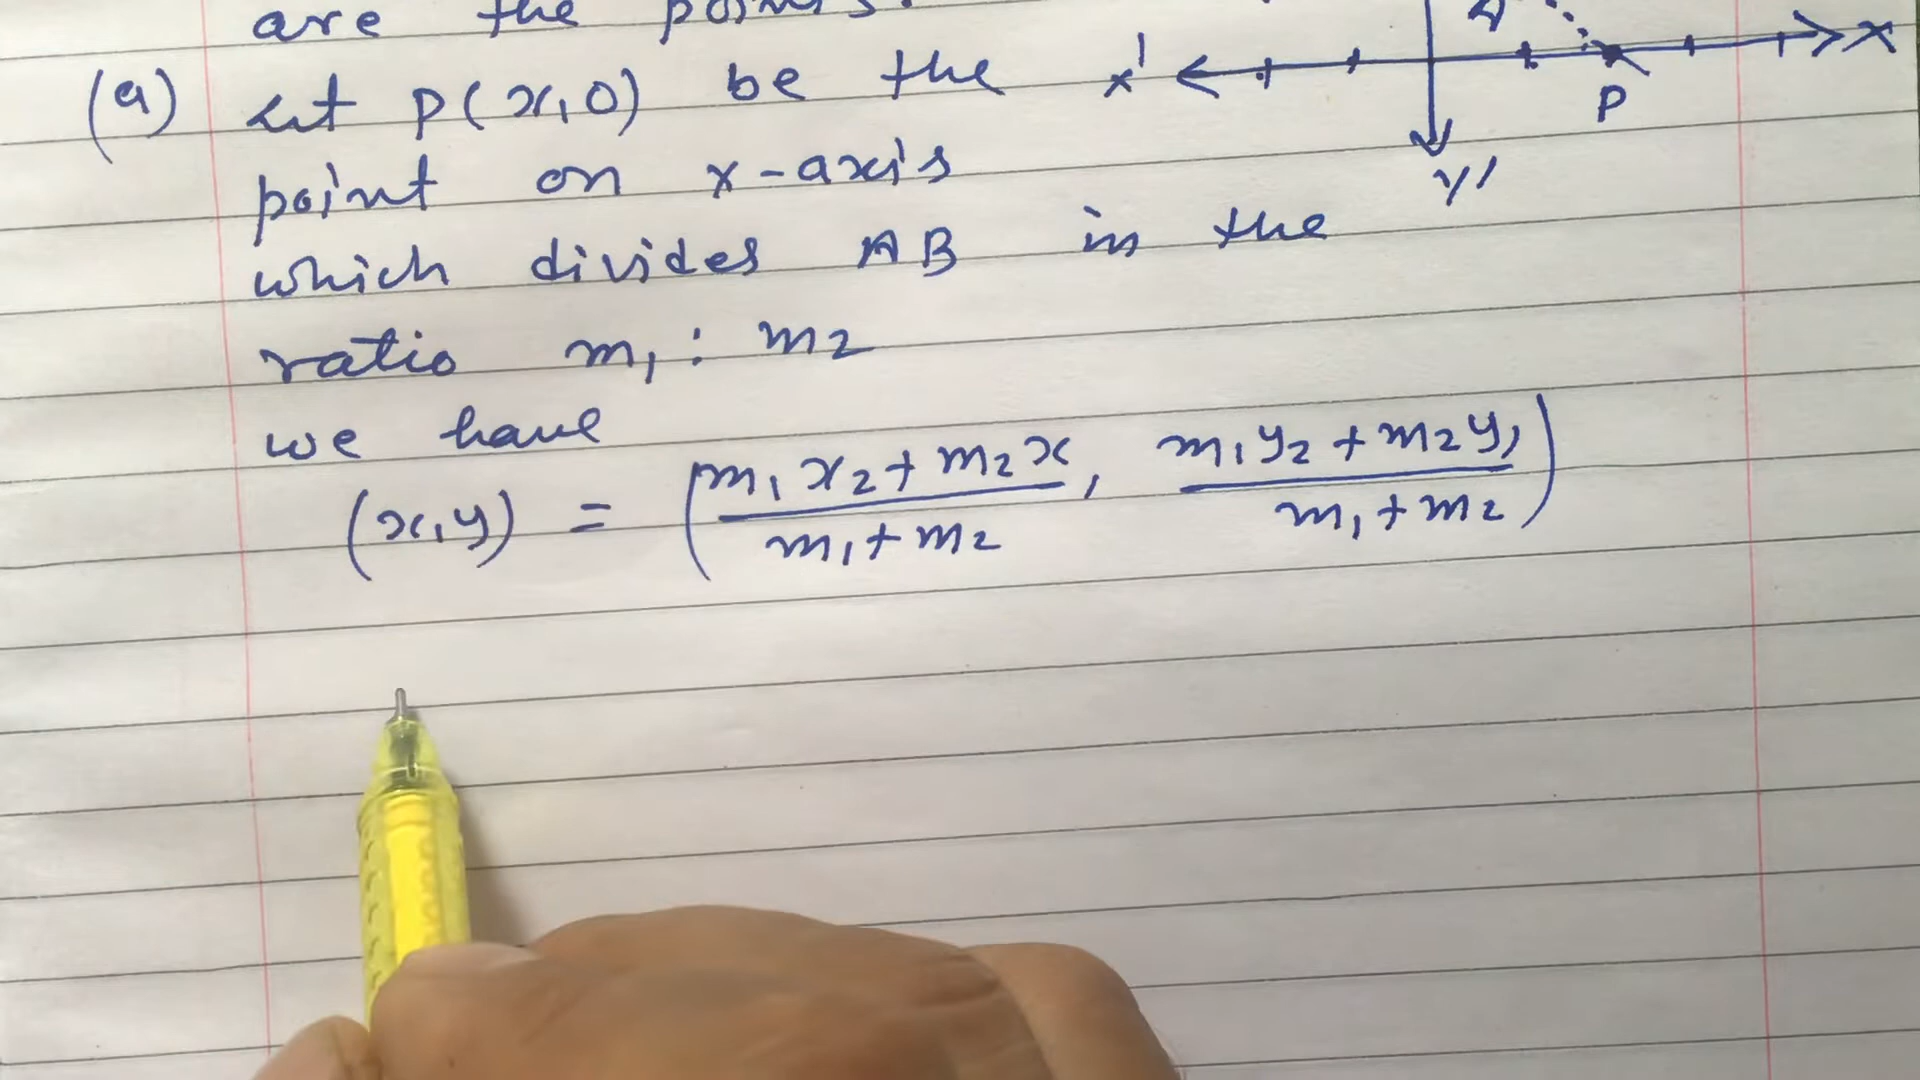 are the points.
(a) Let P(x,0) be the
point on x-axis
which divides AB in the
ratio m₁ : m₂
we have
(x,y) = ( (m₁x₂+m₂x)/(m₁+m₂) , (m₁y₂+m₂y₁)/(m₁+m₂) )
A
x' X
P
y'